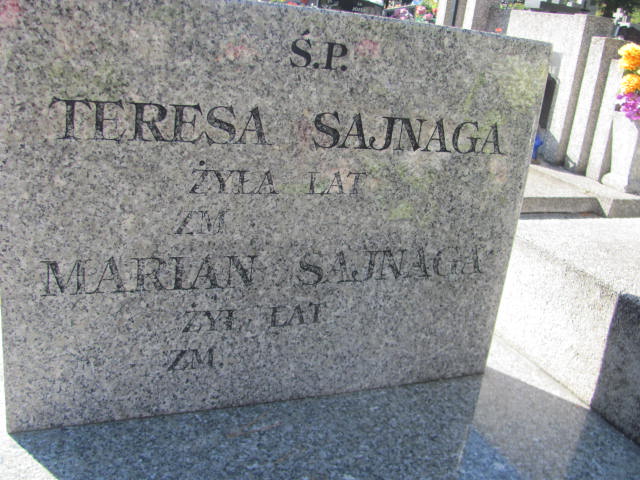 Ś.P.
TERESA SAJNAGA
ŻYŁA LAT
ZM
MARIAN SAJNAGA
ŻYŁ LAT
ZM.